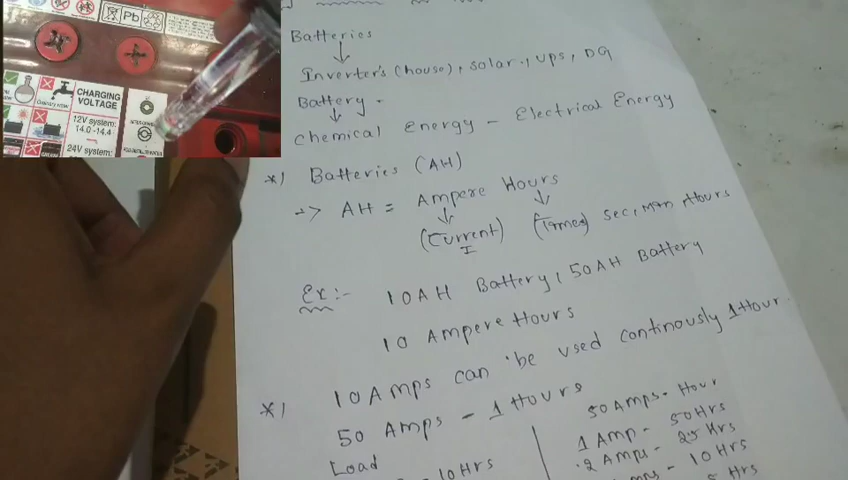 Pb
CHARGING
VOLTAGE
12V system:
14.0 -14.4
24V system:
Batteries
Inverter's (house), solar, ups, DG
Battery -
chemical energy - Electrical Energy
*) Batteries (AH)
=> AH = Ampere Hours
(Current) (Times) sec, Min Hours
I
Ex:- 10AH Battery, 50AH Battery
10 Ampere Hours
10 Amps can be used continously 1 Hour.
*) 50 Amps - 1 Hours
Load
10 Hrs
50 Amps - Hour
1 Amp - 50 Hrs
2 Amps - 25 Hrs
mps - 10 Hrs
Hrs